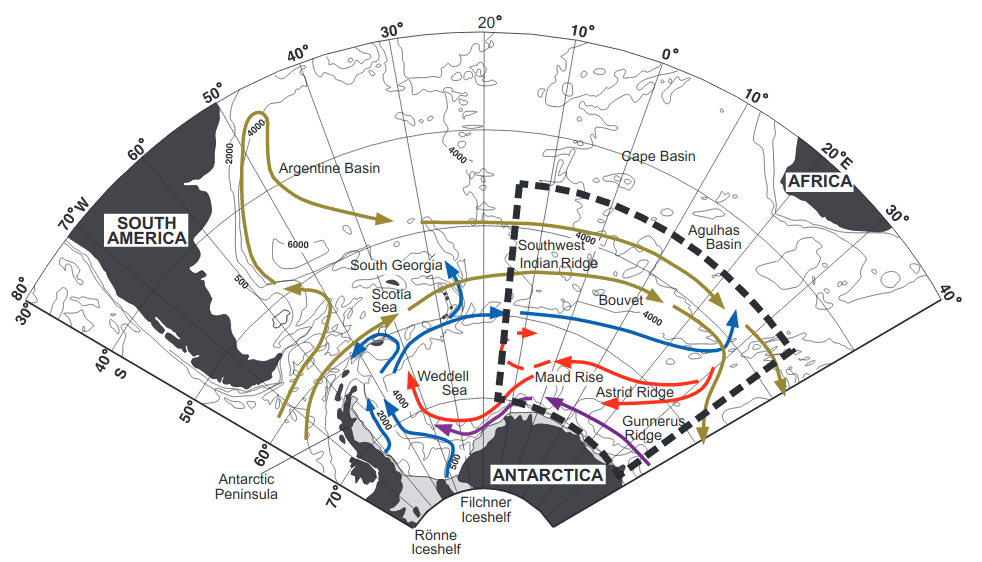 20°
30°
10°
40°
0°
50°
10°
60°
20°E
70°W
30°
80°
40°
30°
40°
S
50°
60°
70°
4000
2000
4000
Argentine Basin
Cape Basin
AFRICA
SOUTH
AMERICA
6000
500
4000
Agulhas
Basin
Southwest
Indian Ridge
South Georgia
Scotia
Sea
Bouvet
4000
Weddell
Sea
Maud Rise
Astrid Ridge
4000
2000
500
Gunnerus
Ridge
ANTARCTICA
Antarctic
Peninsula
Filchner
Iceshelf
Rönne
Iceshelf